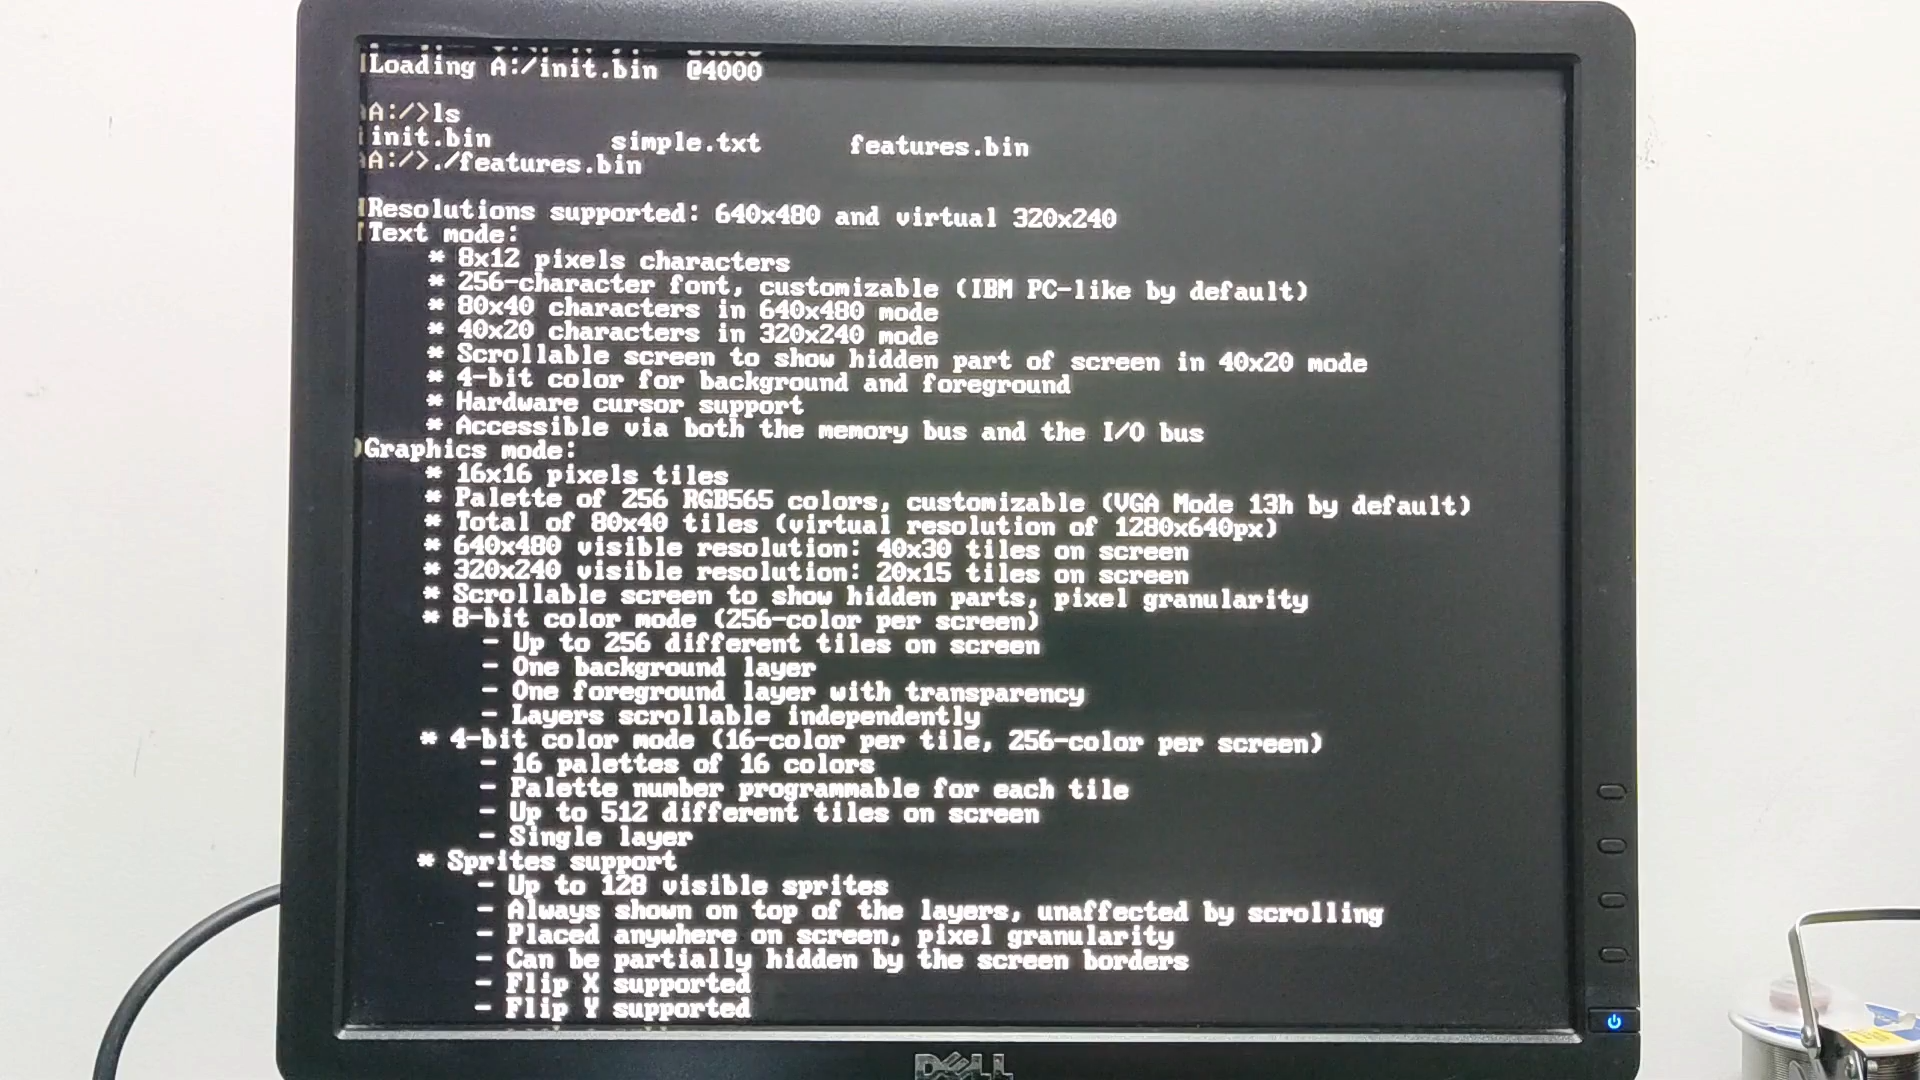 Loading A:/init.bin @4000
A:/>ls
init.bin simple.txt features.bin
A:/>./features.bin
Resolutions supported: 640x480 and virtual 320x240
Text mode:
* 8x12 pixels characters
* 256-character font, customizable (IBM PC-like by default)
* 80x40 characters in 640x480 mode
* 40x20 characters in 320x240 mode
* Scrollable screen to show hidden part of screen in 40x20 mode
* 4-bit color for background and foreground
* Hardware cursor support
* Accessible via both the memory bus and the I/O bus
Graphics mode:
* 16x16 pixels tiles
* Palette of 256 RGB565 colors, customizable (VGA Mode 13h by default)
* Total of 80x40 tiles (virtual resolution of 1280x640px)
* 640x480 visible resolution: 40x30 tiles on screen
* 320x240 visible resolution: 20x15 tiles on screen
* Scrollable screen to show hidden parts, pixel granularity
* 8-bit color mode (256-color per screen)
- Up to 256 different tiles on screen
- One background layer
- One foreground layer with transparency
- Layers scrollable independently
* 4-bit color mode (16-color per tile, 256-color per screen)
- 16 palettes of 16 colors
- Palette number programmable for each tile
- Up to 512 different tiles on screen
- Single layer
* Sprites support
- Up to 128 visible sprites
- Always shown on top of the layers, unaffected by scrolling
- Placed anywhere on screen, pixel granularity
- Can be partially hidden by the screen borders
- Flip X supported
- Flip Y supported
DELL